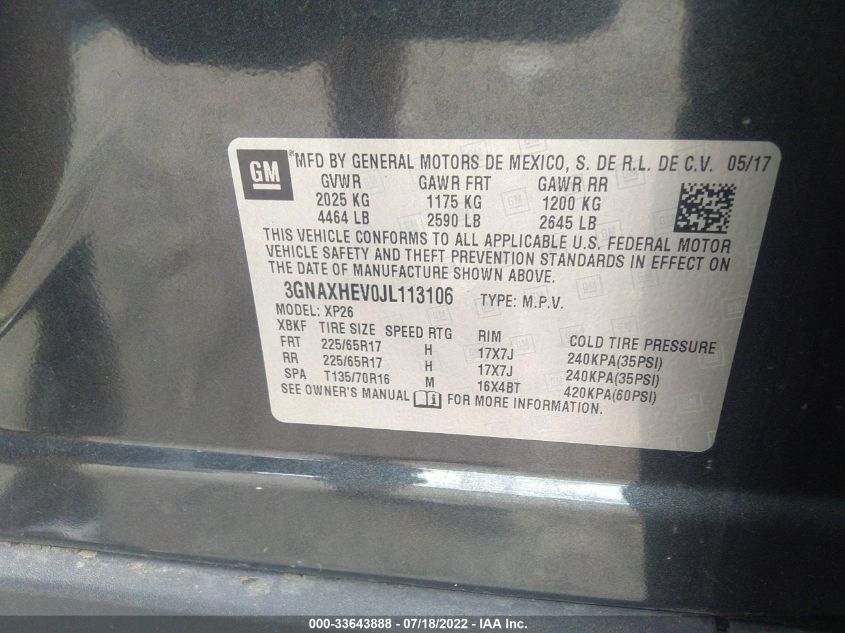 GM
MFD BY GENERAL MOTORS DE MEXICO, S. DE R.L. DE C.V. 05/17
GVWR GAWR FRT GAWR RR
2025 KG 1175 KG 1200 KG
4464 LB 2590 LB 2645 LB
THIS VEHICLE CONFORMS TO ALL APPLICABLE U.S. FEDERAL MOTOR
VEHICLE SAFETY AND THEFT PREVENTION STANDARDS IN EFFECT ON
THE DATE OF MANUFACTURE SHOWN ABOVE.
3GNAXHEV0JL113106 TYPE: M.P.V.
MODEL: XP26
XBKF TIRE SIZE SPEED RTG RIM COLD TIRE PRESSURE
FRT 225/65R17 H 17X7J 240KPA(35PSI)
RR 225/65R17 H 17X7J 240KPA(35PSI)
SPA T135/70R16 M 16X4BT 420KPA(60PSI)
SEE OWNER'S MANUAL i FOR MORE INFORMATION.
000-33643888 - 07/18/2022 - IAA Inc.